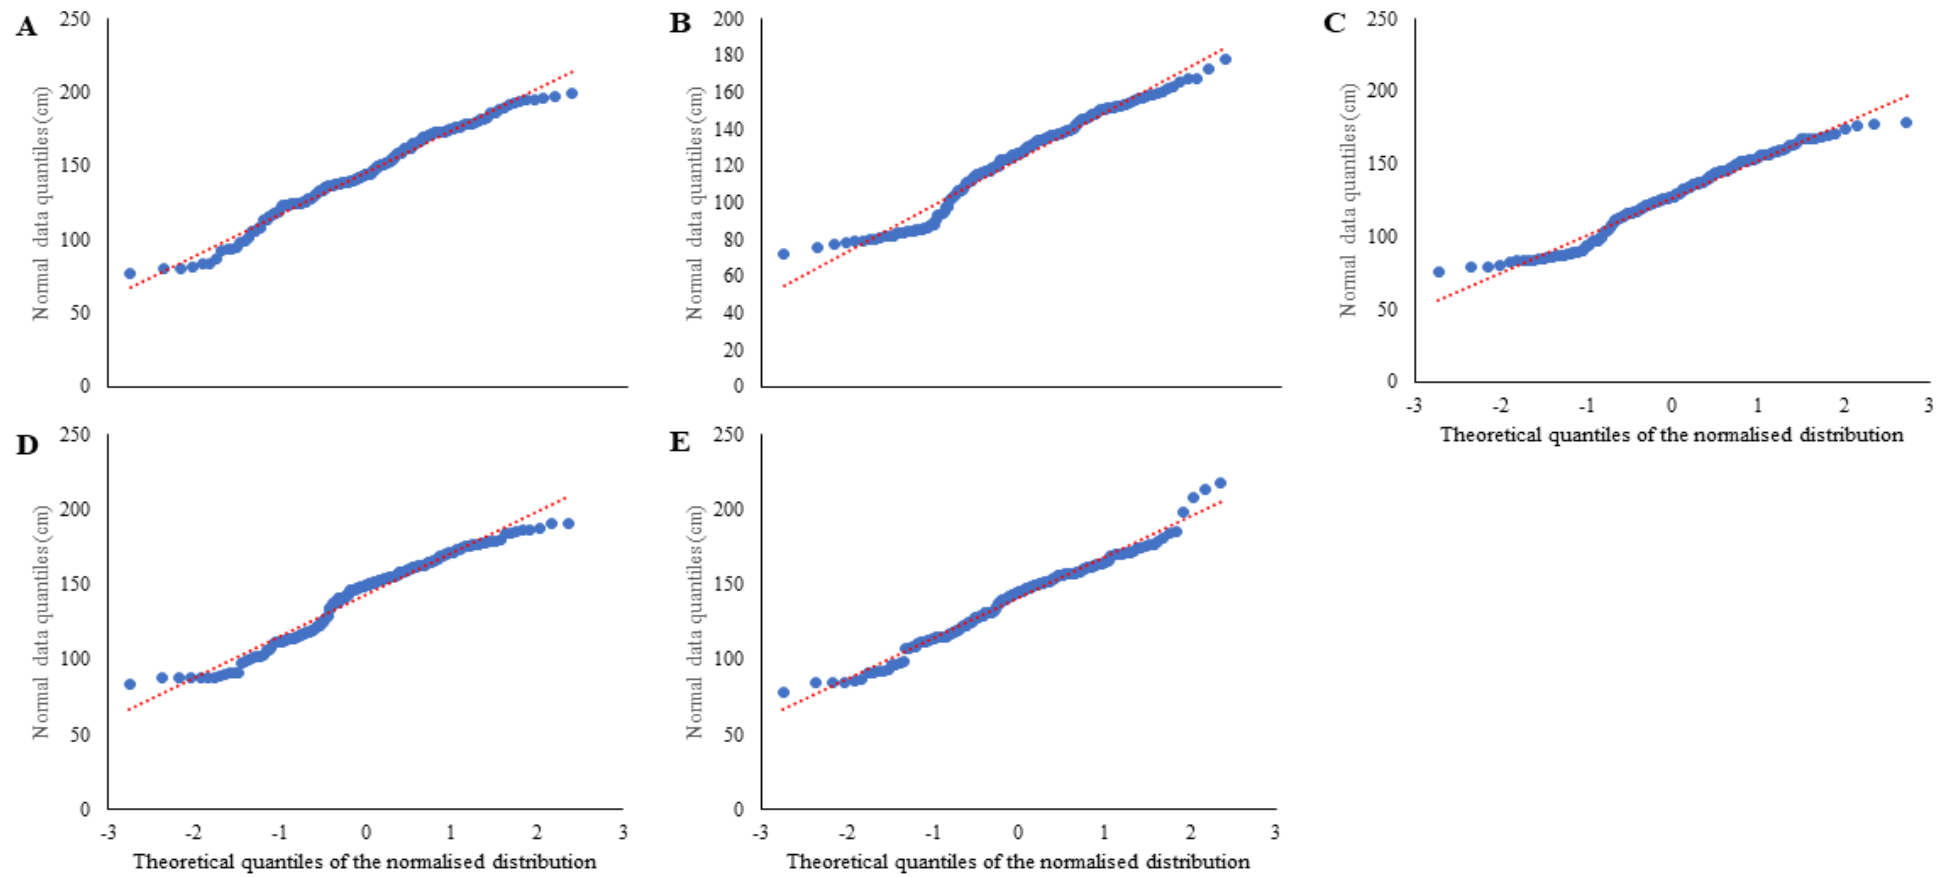 A
Normal data quantiles (cm)
250
200
150
100
50
0
B
Normal data quantiles (cm)
200
180
160
140
120
100
80
60
40
20
0
C
Normal data quantiles (cm)
250
200
150
100
50
0
-3 -2 -1 0 1 2 3
Theoretical quantiles of the normalised distribution
D
Normal data quantiles (cm)
250
200
150
100
50
0
-3 -2 -1 0 1 2 3
Theoretical quantiles of the normalised distribution
E
Normal data quantiles (cm)
250
200
150
100
50
0
-3 -2 -1 0 1 2 3
Theoretical quantiles of the normalised distribution